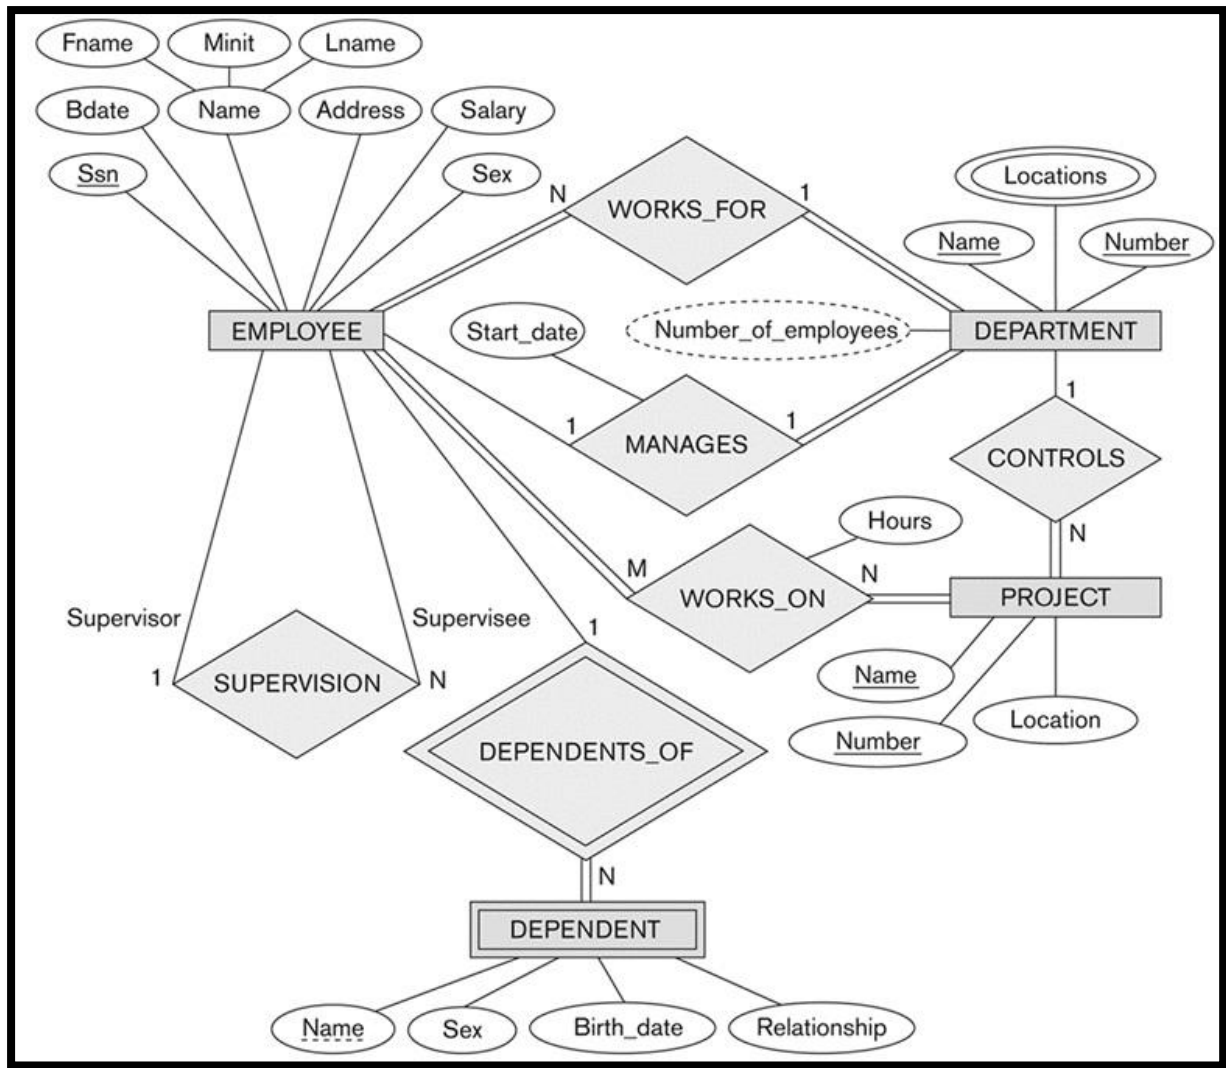 Fname
Minit
Lname
Bdate
Name
Address
Salary
Ssn
Sex
N
WORKS_FOR
1
Locations
Name
Number
EMPLOYEE
Start_date
Number_of_employees
DEPARTMENT
1
MANAGES
1
1
CONTROLS
N
Hours
M
WORKS_ON
N
PROJECT
Supervisor
Supervisee
1
SUPERVISION
N
1
Name
Number
Location
DEPENDENTS_OF
N
DEPENDENT
Name
Sex
Birth_date
Relationship